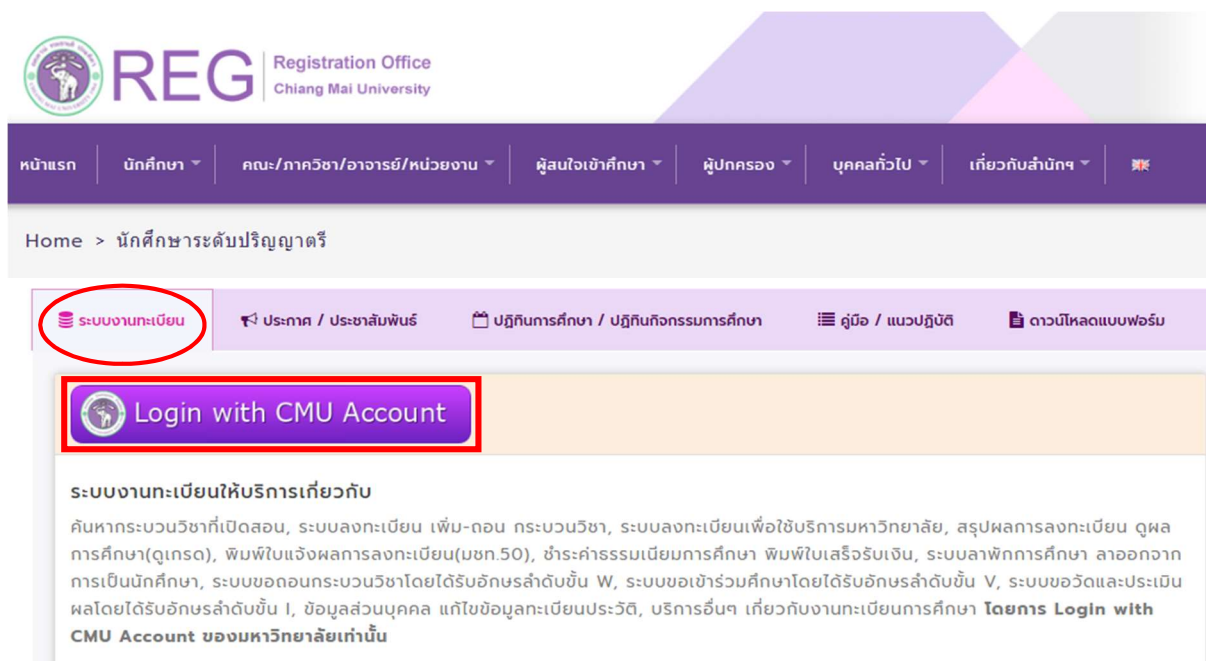 REG
Registration Office
Chiang Mai University
หน้าแรก นักศึกษา คณะ/ภาควิชา/อาจารย์/หน่วยงาน ผู้สนใจเข้าศึกษา ผู้ปกครอง บุคคลทั่วไป เกี่ยวกับสำนักฯ
Home > นักศึกษาระดับปริญญาตรี
ระบบงานทะเบียน ประกาศ / ประชาสัมพันธ์ ปฏิทินการศึกษา / ปฏิทินกิจกรรมการศึกษา คู่มือ / แนวปฏิบัติ ดาวน์โหลดแบบฟอร์ม
Login with CMU Account
ระบบงานทะเบียนให้บริการเกี่ยวกับ
ค้นหากระบวนวิชาที่เปิดสอน, ระบบลงทะเบียน เพิ่ม-ถอน กระบวนวิชา, ระบบลงทะเบียนเพื่อใช้บริการมหาวิทยาลัย, สรุปผลการลงทะเบียน ดูผล
การศึกษา(ดูเกรด), พิมพ์ใบแจ้งผลการลงทะเบียน(มชท.50), ชำระค่าธรรมเนียมการศึกษา พิมพ์ใบเสร็จรับเงิน, ระบบลาพักการศึกษา ลาออกจาก
การเป็นนักศึกษา, ระบบขอถอนกระบวนวิชาโดยได้รับอักษรลำดับขั้น W, ระบบขอเข้าร่วมศึกษาโดยได้รับอักษรลำดับขั้น V, ระบบขอวัดและประเมิน
ผลโดยได้รับอักษรลำดับขั้น I, ข้อมูลส่วนบุคคล แก้ไขข้อมูลทะเบียนประวัติ, บริการอื่นๆ เกี่ยวกับงานทะเบียนการศึกษา โดยการ Login with
CMU Account ของมหาวิทยาลัยเท่านั้น